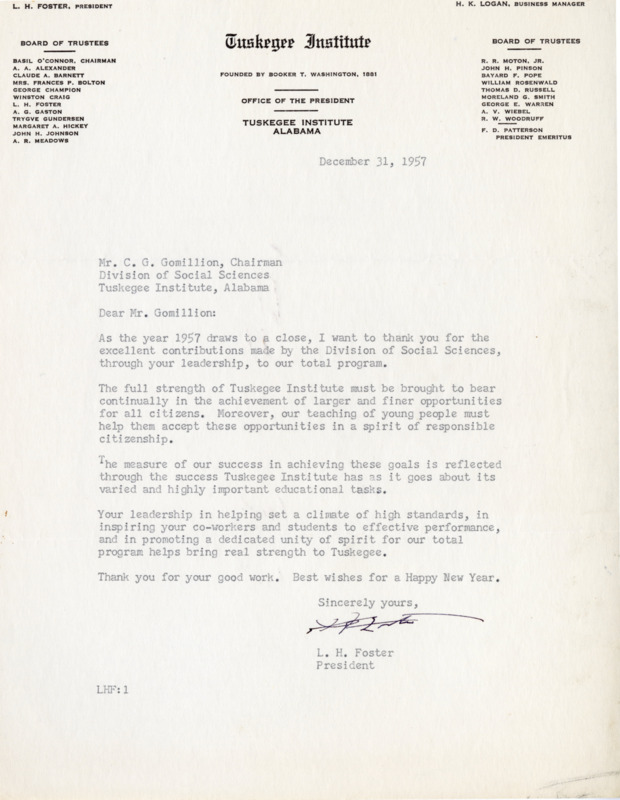 L. H. FOSTER, PRESIDENT
H. K. LOGAN, BUSINESS MANAGER
Tuskegee Institute
FOUNDED BY BOOKER T. WASHINGTON, 1881
OFFICE OF THE PRESIDENT
TUSKEGEE INSTITUTE
ALABAMA
BOARD OF TRUSTEES
BASIL O'CONNOR, CHAIRMAN
A. A. ALEXANDER
CLAUDE A. BARNETT
MRS. FRANCES P. BOLTON
GEORGE CHAMPION
WINSTON CRAIG
L. H. FOSTER
A. G. GASTON
TRYGVE GUNDERSEN
MARGARET A. HICKEY
JOHN H. JOHNSON
A. R. MEADOWS
BOARD OF TRUSTEES
R. R. MOTON, JR.
JOHN H. PINSON
BAYARD F. POPE
WILLIAM ROSENWALD
THOMAS D. RUSSELL
MORELAND G. SMITH
GEORGE E. WARREN
A. V. WIEBEL
R. W. WOODRUFF
F. D. PATTERSON
PRESIDENT EMERITUS
December 31, 1957
Mr. C. G. Gomillion, Chairman
Division of Social Sciences
Tuskegee Institute, Alabama
Dear Mr. Gomillion:
As the year 1957 draws to a close, I want to thank you for the
excellent contributions made by the Division of Social Sciences,
through your leadership, to our total program.
The full strength of Tuskegee Institute must be brought to bear
continually in the achievement of larger and finer opportunities
for all citizens. Moreover, our teaching of young people must
help them accept these opportunities in a spirit of responsible
citizenship.
The measure of our success in achieving these goals is reflected
through the success Tuskegee Institute has as it goes about its
varied and highly important educational tasks.
Your leadership in helping set a climate of high standards, in
inspiring your co-workers and students to effective performance,
and in promoting a dedicated unity of spirit for our total
program helps bring real strength to Tuskegee.
Thank you for your good work. Best wishes for a Happy New Year.
Sincerely yours,
L. H. Foster
President
LHF:l